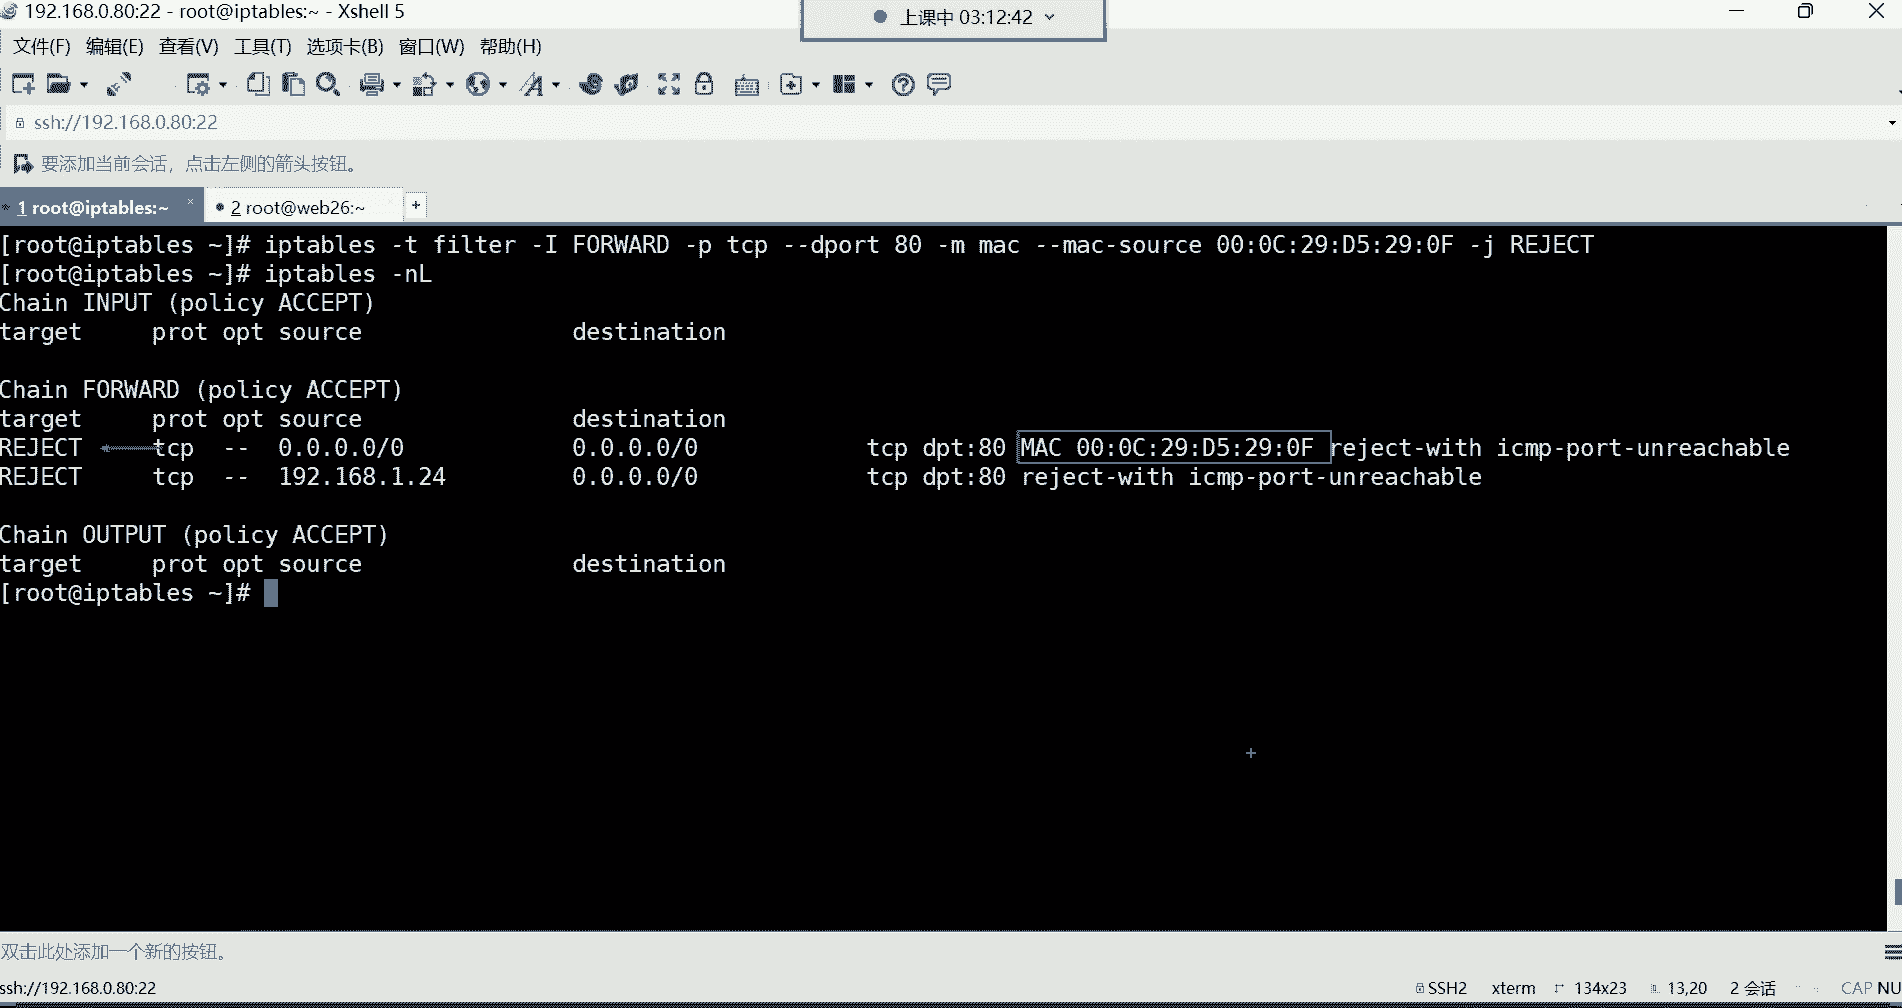 192.168.0.80:22 - root@iptables:~ - Xshell 5
上课中 03:12:42
文件(F) 编辑(E) 查看(V) 工具(T) 选项卡(B) 窗口(W) 帮助(H)
ssh://192.168.0.80:22
要添加当前会话，点击左侧的箭头按钮。
1 root@iptables:~ × 2 root@web26:~ +
[root@iptables ~]# iptables -t filter -I FORWARD -p tcp --dport 80 -m mac --mac-source 00:0C:29:D5:29:0F -j REJECT
[root@iptables ~]# iptables -nL
Chain INPUT (policy ACCEPT)
target prot opt source destination
Chain FORWARD (policy ACCEPT)
target prot opt source destination
REJECT tcp -- 0.0.0.0/0 0.0.0.0/0 tcp dpt:80 MAC 00:0C:29:D5:29:0F reject-with icmp-port-unreachable
REJECT tcp -- 192.168.1.24 0.0.0.0/0 tcp dpt:80 reject-with icmp-port-unreachable
Chain OUTPUT (policy ACCEPT)
target prot opt source destination
[root@iptables ~]#
双击此处添加一个新的按钮。
ssh://192.168.0.80:22 SSH2 xterm 134x23 13,20 2 会话 CAP NU